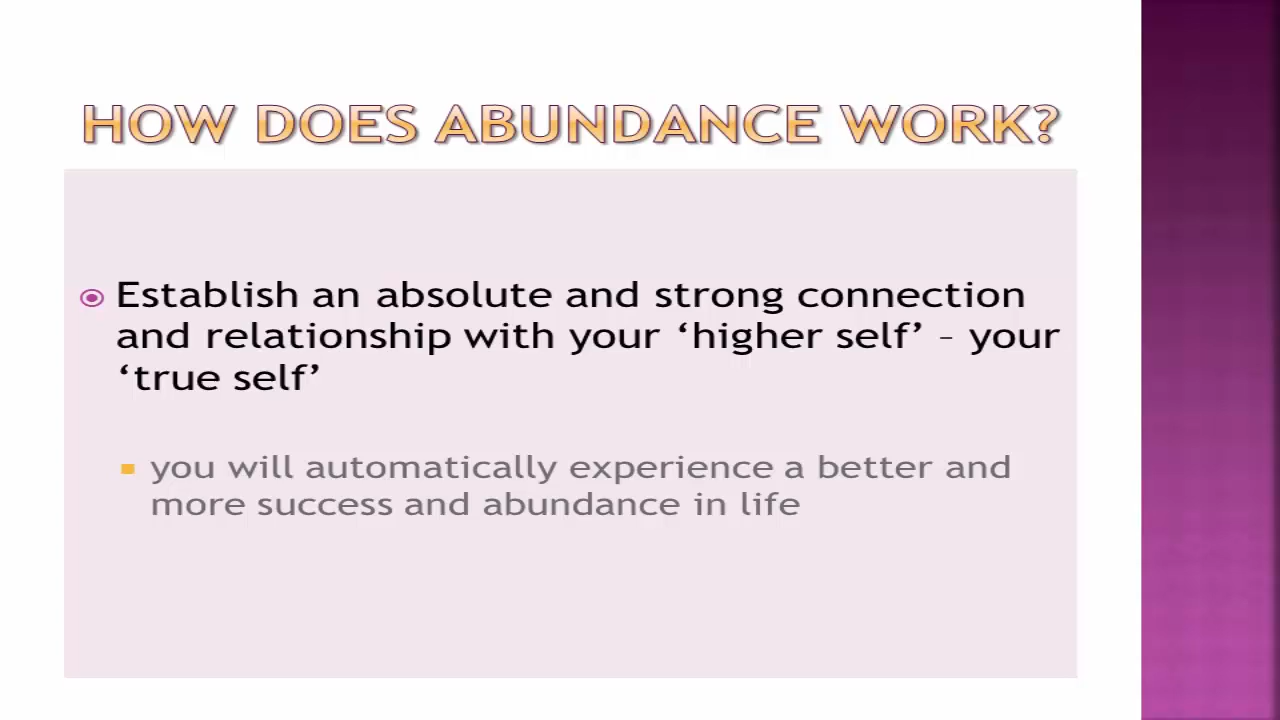 HOW DOES ABUNDANCE WORK?
Establish an absolute and strong connection
and relationship with your ‘higher self’ – your
‘true self’
you will automatically experience a better and
more success and abundance in life